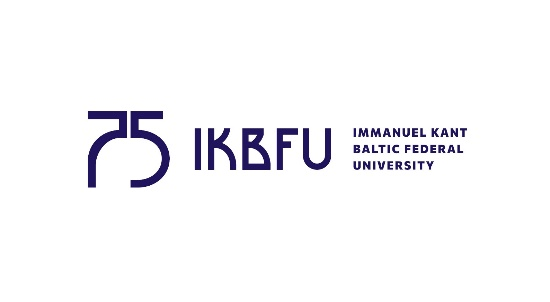 75 IKBFU
IMMANUEL KANT
BALTIC FEDERAL
UNIVERSITY